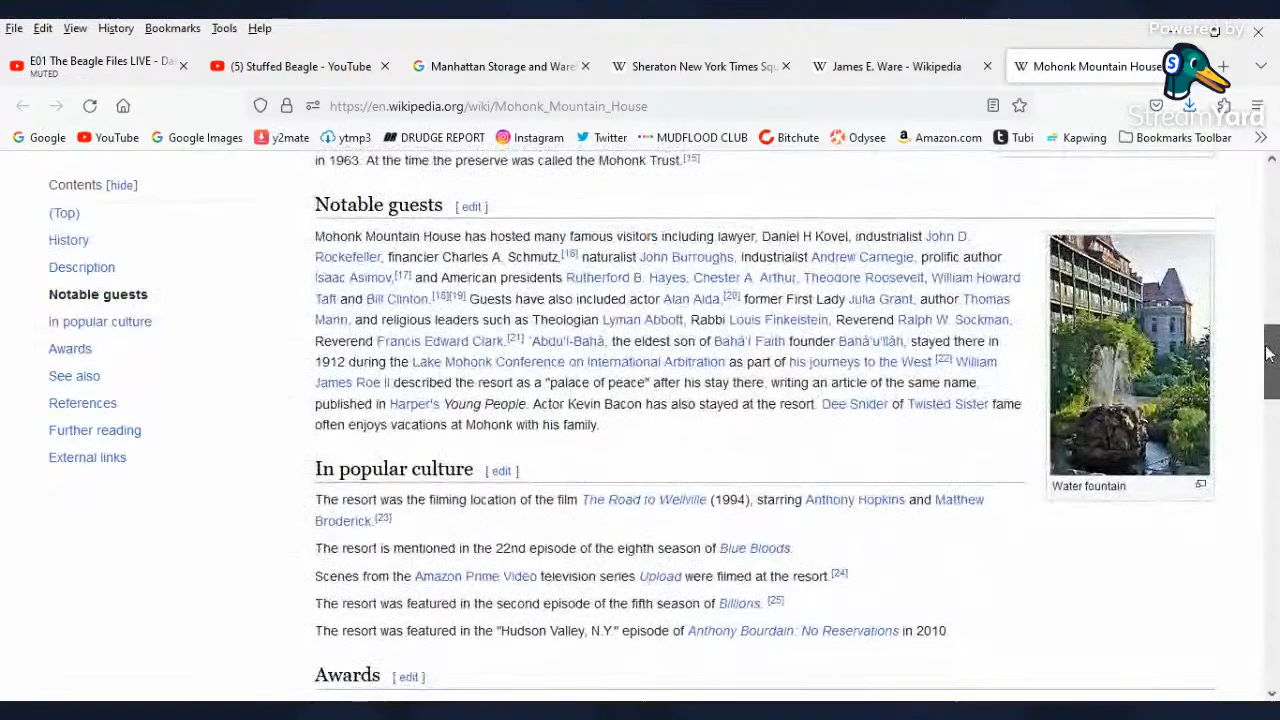 Powered by
StreamYard
File Edit View History Bookmarks Tools Help
E01 The Beagle Files LIVE - Da
MUTED
(5) Stuffed Beagle - YouTube
Manhattan Storage and Ware
Sheraton New York Times Squ
James E. Ware - Wikipedia
Mohonk Mountain House
https://en.wikipedia.org/wiki/Mohonk_Mountain_House
Google YouTube Google Images y2mate ytmp3 DRUDGE REPORT Instagram Twitter MUDFLOOD CLUB Bitchute Odysee Amazon.com Tubi Kapwing Bookmarks Toolbar
Contents [hide]
(Top)
History
Description
Notable guests
In popular culture
Awards
See also
References
Further reading
External links
in 1963. At the time the preserve was called the Mohonk Trust.[15]
Notable guests [ edit ]
Mohonk Mountain House has hosted many famous visitors including lawyer, Daniel H Kovel, industrialist John D.
Rockefeller, financier Charles A. Schmutz,[16] naturalist John Burroughs, industrialist Andrew Carnegie, prolific author
Isaac Asimov,[17] and American presidents Rutherford B. Hayes, Chester A. Arthur, Theodore Roosevelt, William Howard
Taft and Bill Clinton.[18][19] Guests have also included actor Alan Alda,[20] former First Lady Julia Grant, author Thomas
Mann, and religious leaders such as Theologian Lyman Abbott, Rabbi Louis Finkelstein, Reverend Ralph W. Sockman,
Reverend Francis Edward Clark.[21] ʻAbdu'l-Bahá, the eldest son of Baháʼí Faith founder Baháʼu'lláh, stayed there in
1912 during the Lake Mohonk Conference on International Arbitration as part of his journeys to the West.[22] William
James Roe II described the resort as a "palace of peace" after his stay there, writing an article of the same name,
published in Harper's Young People. Actor Kevin Bacon has also stayed at the resort. Dee Snider of Twisted Sister fame
often enjoys vacations at Mohonk with his family.
Water fountain
In popular culture [ edit ]
The resort was the filming location of the film The Road to Wellville (1994), starring Anthony Hopkins and Matthew
Broderick.[23]
The resort is mentioned in the 22nd episode of the eighth season of Blue Bloods.
Scenes from the Amazon Prime Video television series Upload were filmed at the resort.[24]
The resort was featured in the second episode of the fifth season of Billions. [25]
The resort was featured in the "Hudson Valley, N.Y." episode of Anthony Bourdain: No Reservations in 2010.
Awards [ edit ]